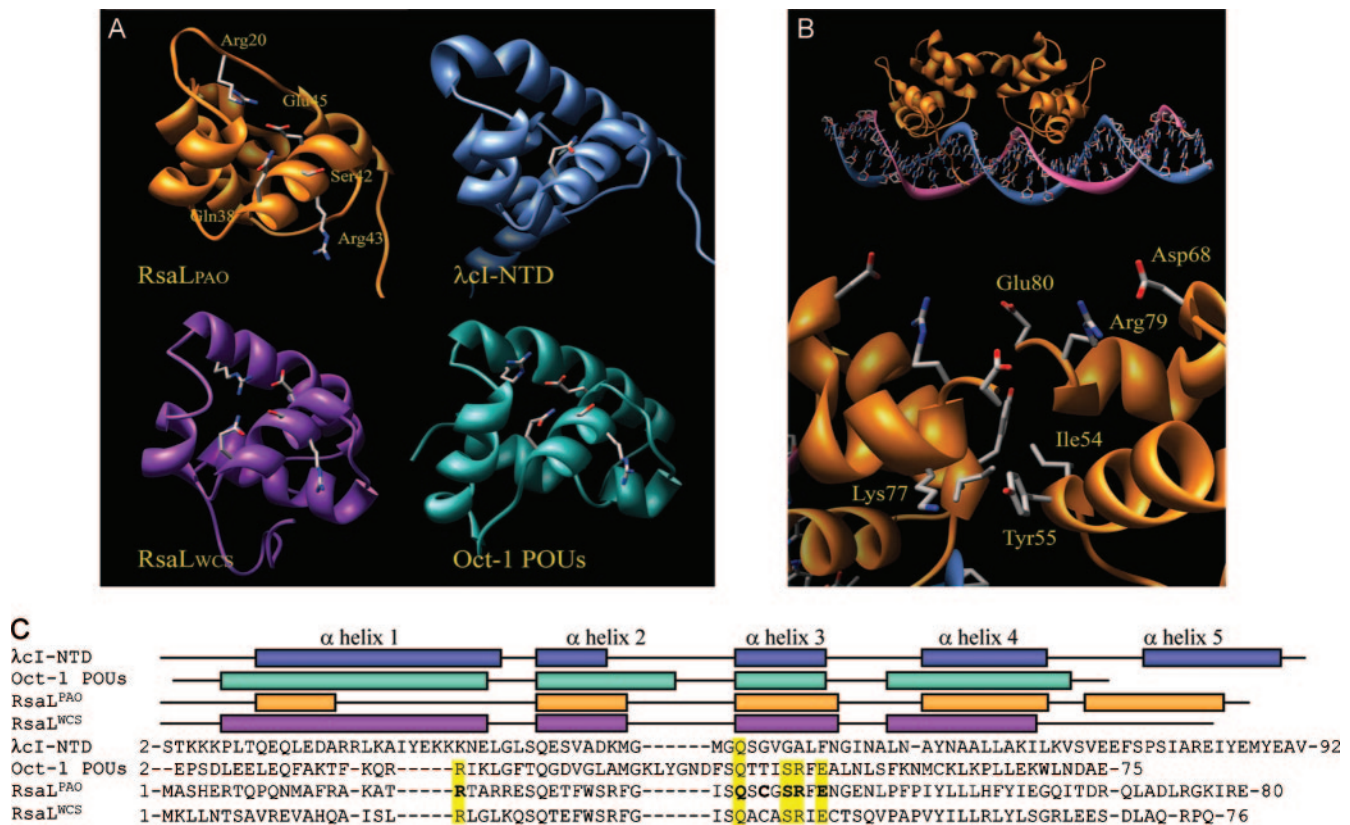 A
Arg20
Glu45
Ser42
Gln38
Arg43
RsaLPAO
λcI-NTD
RsaLWCS
Oct-1 POUs
B
Asp68
Glu80
Arg79
Ile54
Lys77
Tyr55
C
α helix 1 α helix 2 α helix 3 α helix 4 α helix 5
λcI-NTD
Oct-1 POUs
RsaLPAO
RsaLWCS
λcI-NTD 2-STKKKPLTQEQLEDARRLKAIYEKKKNELGLSQESVADKMG------MGQSGVGALFNGINALN-AYNAALLAKILKVSVEEFSPSIAREIYEMYEAV-92
Oct-1 POUs 2--EPSDLEELEQFAKTF-KQR-----RIKLGFTQGDVGLAMGKLYGNDFSQTTISRFEALNLSFKNMCKLKPLLEKWLNDAE-75
RsaLPAO 1-MASHERTQPQNMAFRA-KAT-----RTARRESQETFWSRFG------ISQSCGSRFENGENLPFPIYLLLHFYIEGQITDR-QLADLRGKIRE-80
RsaLWCS 1-MKLLNTSAVREVAHQA-ISL-----RLGLKQSQTEFWSRFG------ISQACASRIECTSQVPAPVYILLRLYLSGRLEES-DLAQ-RPQ-76